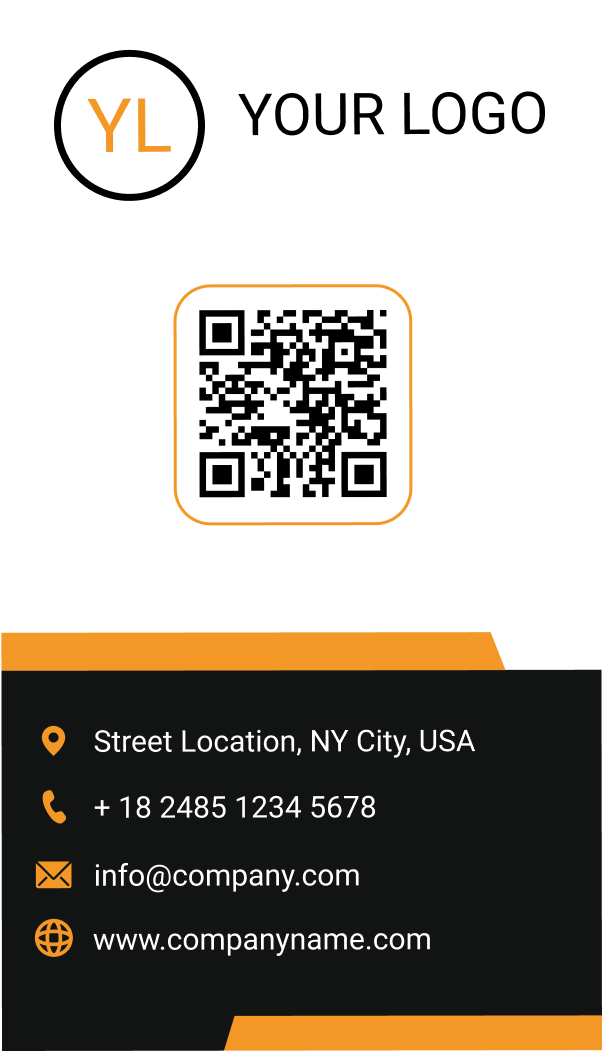 YL
YOUR LOGO
Street Location, NY City, USA
+ 18 2485 1234 5678
info@company.com
www.companyname.com